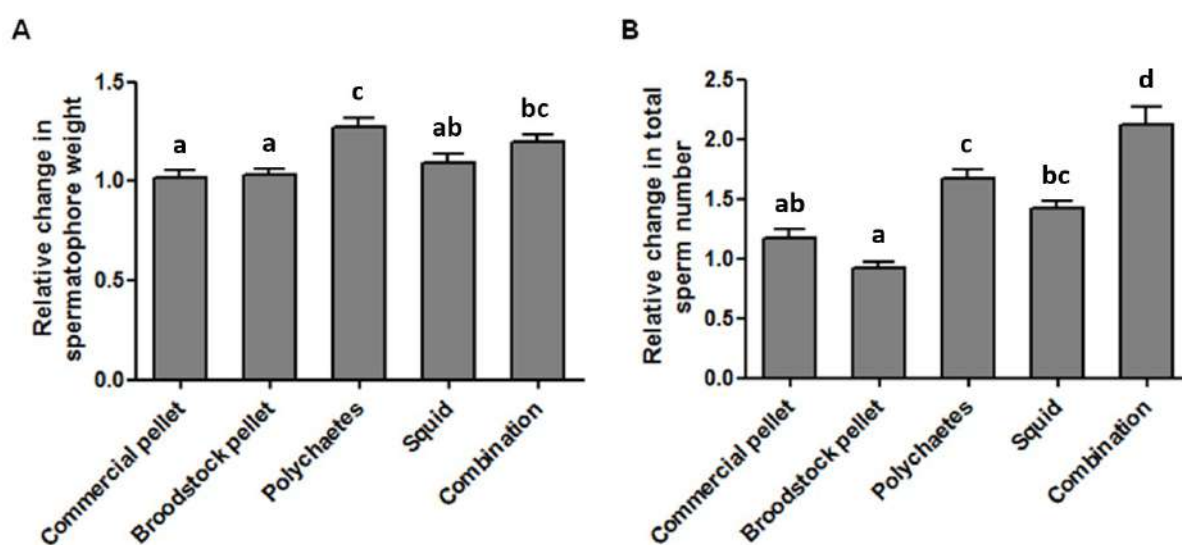 A
Relative change in
spermatophore weight
1.5
1.0
0.5
0.0
a
a
c
ab
bc
Commercial pellet
Broodstock pellet
Polychaetes
Squid
Combination
B
Relative change in total
sperm number
2.5
2.0
1.5
1.0
0.5
0.0
ab
a
c
bc
d
Commercial pellet
Broodstock pellet
Polychaetes
Squid
Combination